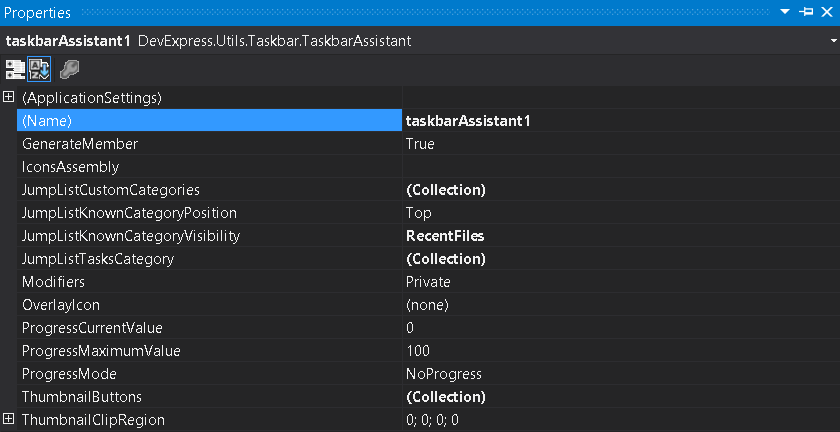 Properties
taskbarAssistant1 DevExpress.Utils.Taskbar.TaskbarAssistant
(ApplicationSettings)
(Name) taskbarAssistant1
GenerateMember True
IconsAssembly
JumpListCustomCategories (Collection)
JumpListKnownCategoryPosition Top
JumpListKnownCategoryVisibility RecentFiles
JumpListTasksCategory (Collection)
Modifiers Private
OverlayIcon (none)
ProgressCurrentValue 0
ProgressMaximumValue 100
ProgressMode NoProgress
ThumbnailButtons (Collection)
ThumbnailClipRegion 0; 0; 0; 0